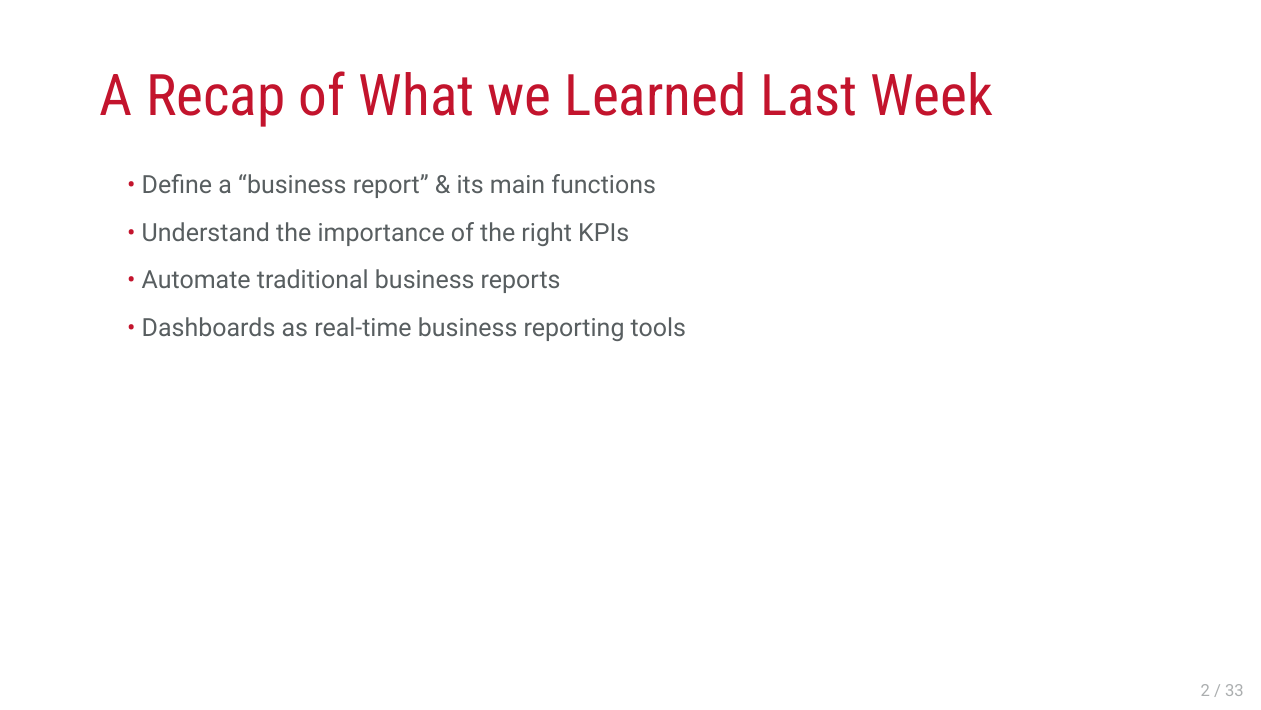 A Recap of What we Learned Last Week
• Define a “business report” & its main functions
• Understand the importance of the right KPIs
• Automate traditional business reports
• Dashboards as real-time business reporting tools
2 / 33